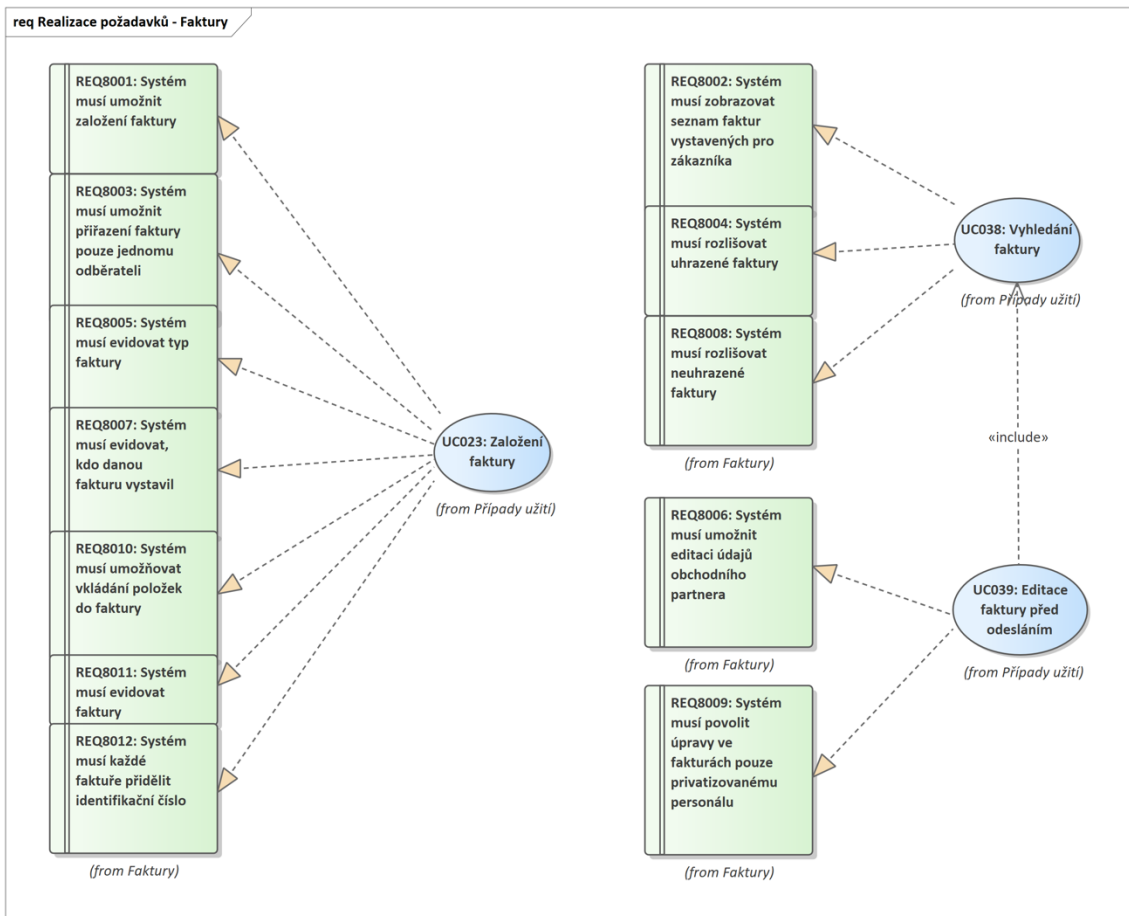 req Realizace požadavků - Faktury
REQ8001: Systém
musí umožnit
založení faktury
REQ8003: Systém
musí umožnit
přiřazení faktury
pouze jednomu
odběrateli
REQ8005: Systém
musí evidovat typ
faktury
REQ8007: Systém
musí evidovat,
kdo danou
fakturu vystavil
REQ8010: Systém
musí umožňovat
vkládání položek
do faktury
REQ8011: Systém
musí evidovat
faktury
REQ8012: Systém
musí každé
faktuře přidělit
identifikační číslo
(from Faktury)
UC023: Založení
faktury
(from Případy užití)
REQ8002: Systém
musí zobrazovat
seznam faktur
vystavených pro
zákazníka
REQ8004: Systém
musí rozlišovat
uhrazené faktury
REQ8008: Systém
musí rozlišovat
neuhrazené
faktury
(from Faktury)
UC038: Vyhledání
faktury
(from Případy užití)
«include»
REQ8006: Systém
musí umožnit
editaci údajů
obchodního
partnera
(from Faktury)
UC039: Editace
faktury před
odesláním
(from Případy užití)
REQ8009: Systém
musí povolit
úpravy ve
fakturách pouze
privatizovanému
personálu
(from Faktury)